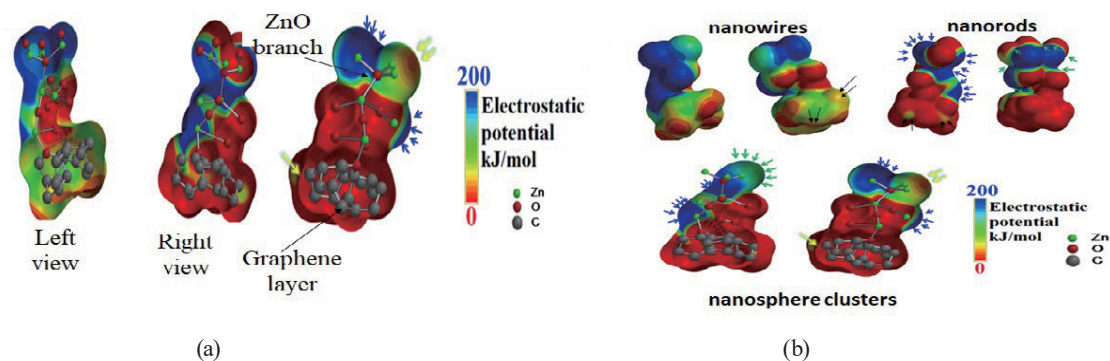 ZnO
branch
200
Electrostatic
potential
kJ/mol
0
Zn
O
C
Left
view
Right
view
Graphene
layer
(a)
nanowires
nanorods
200
Electrostatic
potential
kJ/mol
0
Zn
O
C
nanosphere clusters
(b)